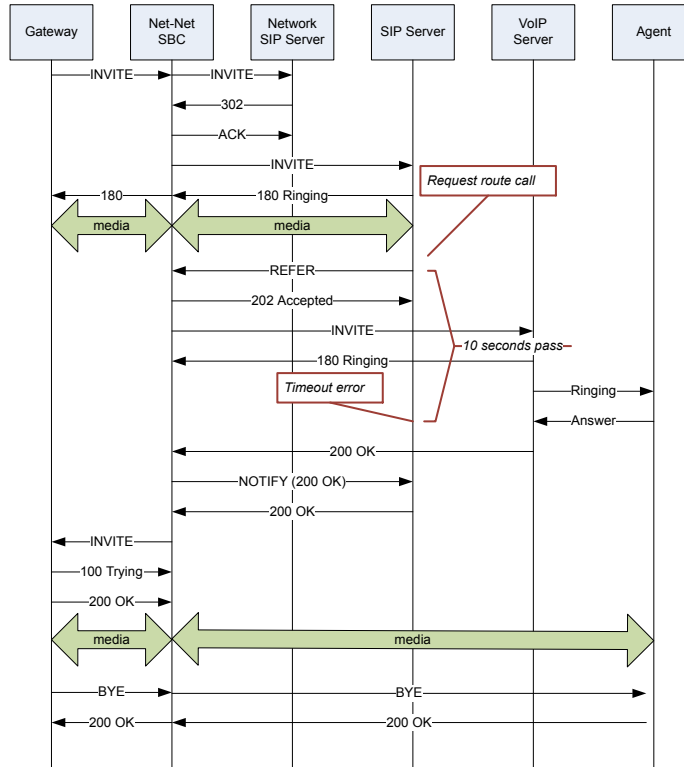 Gateway
Net-Net
SBC
Network
SIP Server
SIP Server
VoIP
Server
Agent
INVITE
INVITE
302
ACK
INVITE
Request route call
180
180 Ringing
media
media
REFER
202 Accepted
INVITE
10 seconds pass
180 Ringing
Timeout error
Ringing
Answer
200 OK
NOTIFY (200 OK)
200 OK
INVITE
100 Trying
200 OK
media
media
BYE
BYE
200 OK
200 OK